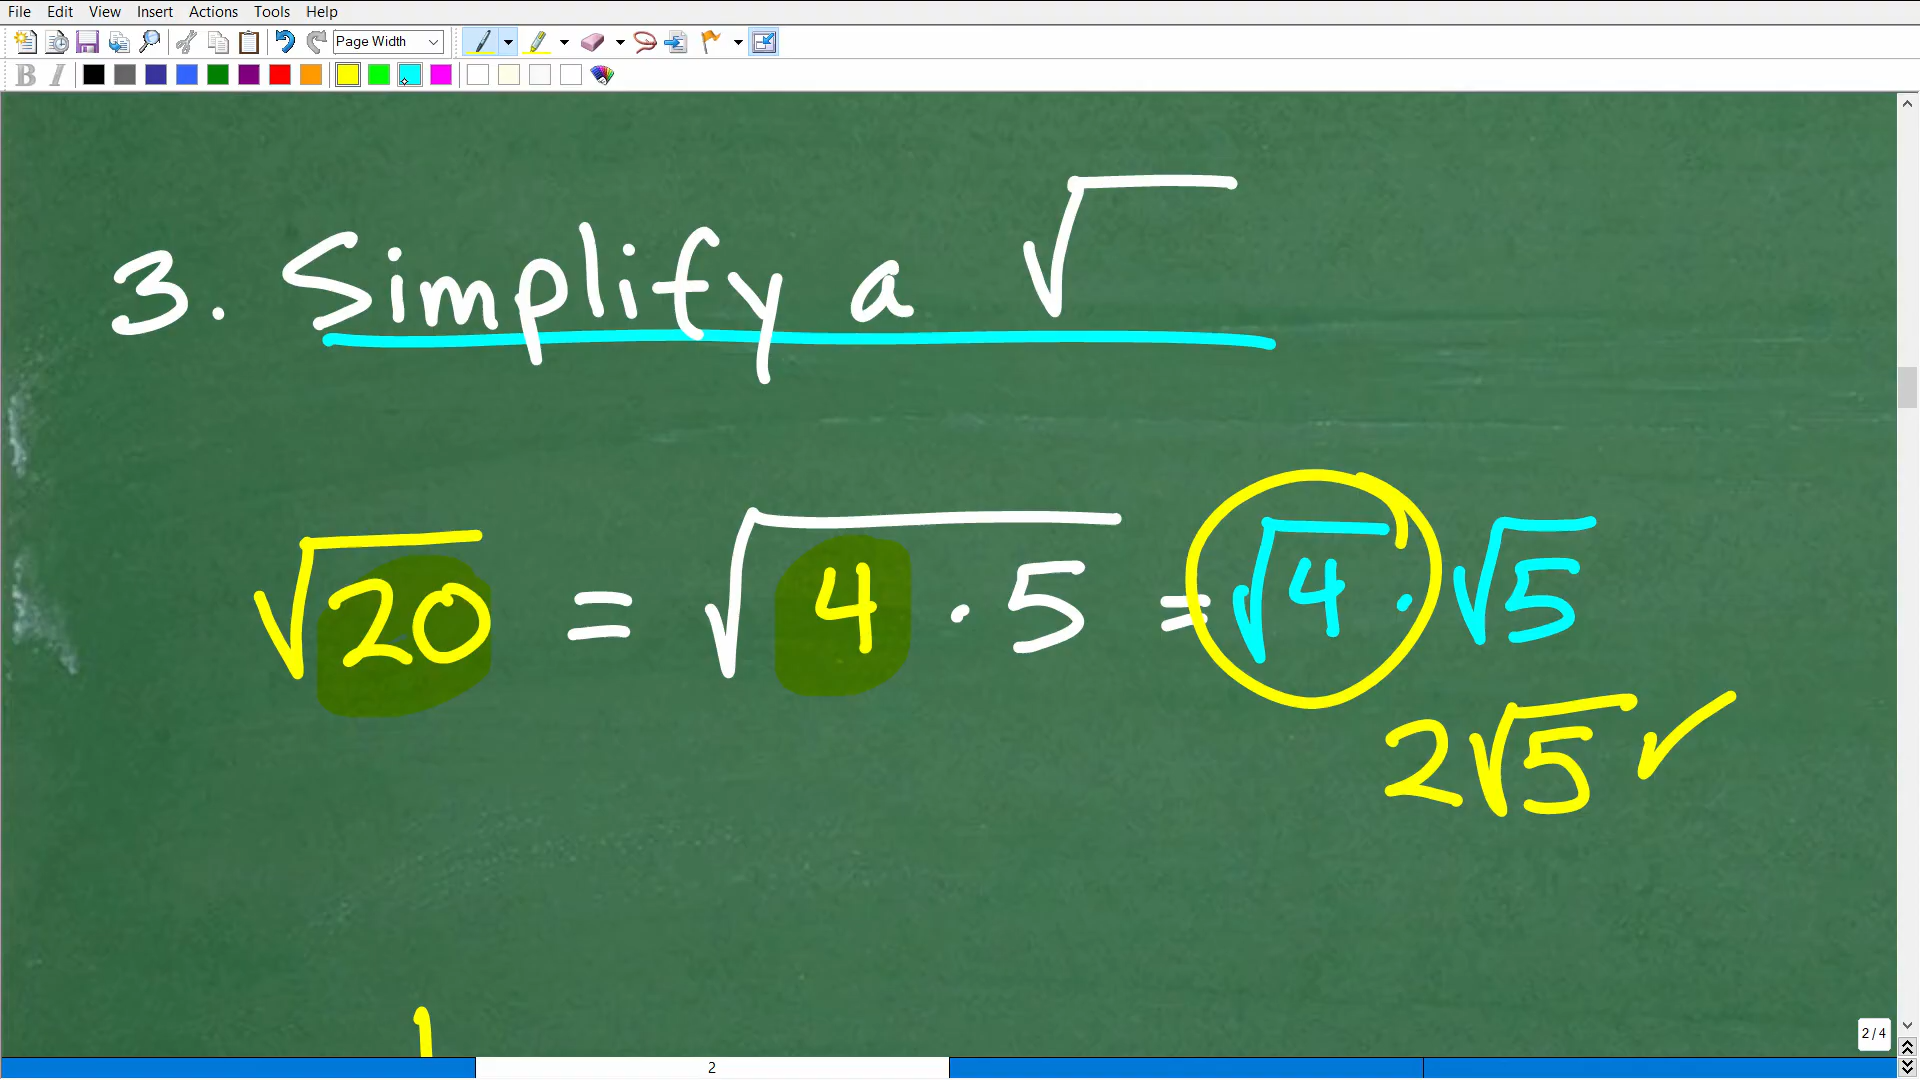 File Edit View Insert Actions Tools Help
Page Width
B I
3. Simplify a √
√20 = √4 · 5 = √4 · √5
2√5 ✓
2 / 4
2